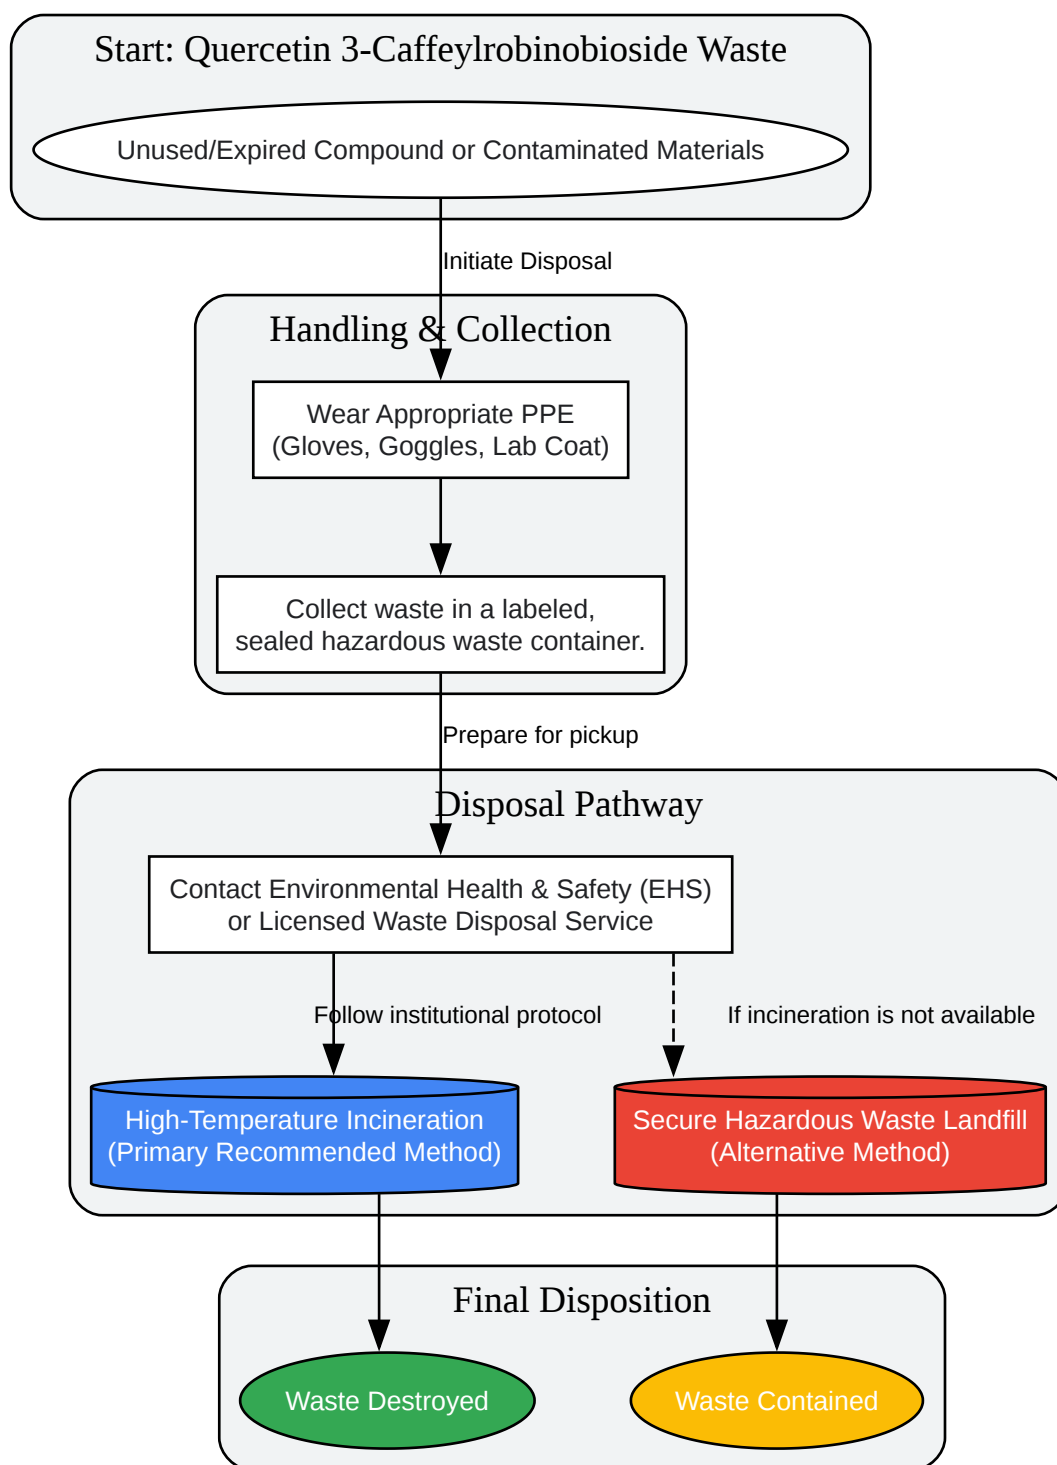 Start: Quercetin 3-Caffeylrobinobioside Waste
Unused/Expired Compound or Contaminated Materials
Initiate Disposal
Handling & Collection
Wear Appropriate PPE
(Gloves, Goggles, Lab Coat)
Collect waste in a labeled,
sealed hazardous waste container.
Prepare for pickup
Disposal Pathway
Contact Environmental Health & Safety (EHS)
or Licensed Waste Disposal Service
Follow institutional protocol
If incineration is not available
High-Temperature Incineration
(Primary Recommended Method)
Secure Hazardous Waste Landfill
(Alternative Method)
Final Disposition
Waste Destroyed
Waste Contained